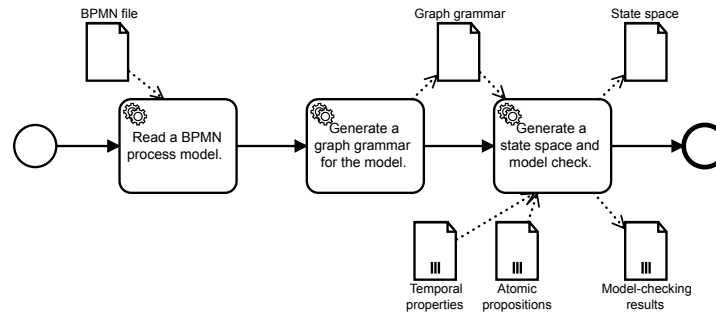 BPMN file
Graph grammar
State space
Read a BPMN
process model.
Generate a
graph grammar
for the model.
Generate a
state space and
model check.
Temporal
properties
Atomic
propositions
Model-checking
results